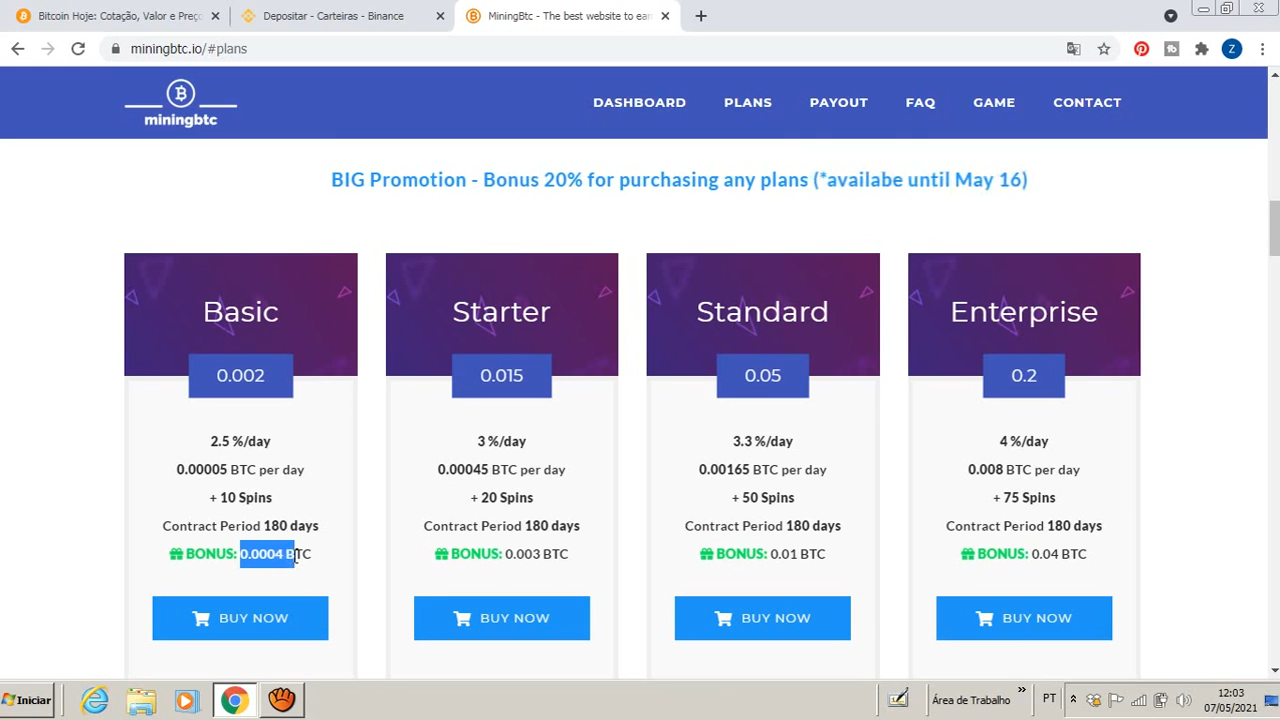 Bitcoin Hoje: Cotação, Valor e Preço
Depositar - Carteiras - Binance
MiningBtc - The best website to ear
miningbtc.io/#plans
Z
miningbtc
DASHBOARD PLANS PAYOUT FAQ GAME CONTACT
BIG Promotion - Bonus 20% for purchasing any plans (*availabe until May 16)
Basic
0.002
2.5 %/day
0.00005 BTC per day
+ 10 Spins
Contract Period 180 days
BONUS: 0.0004 BTC
BUY NOW
Starter
0.015
3 %/day
0.00045 BTC per day
+ 20 Spins
Contract Period 180 days
BONUS: 0.003 BTC
BUY NOW
Standard
0.05
3.3 %/day
0.00165 BTC per day
+ 50 Spins
Contract Period 180 days
BONUS: 0.01 BTC
BUY NOW
Enterprise
0.2
4 %/day
0.008 BTC per day
+ 75 Spins
Contract Period 180 days
BONUS: 0.04 BTC
BUY NOW
Iniciar
Área de Trabalho
PT
12:03
07/05/2021